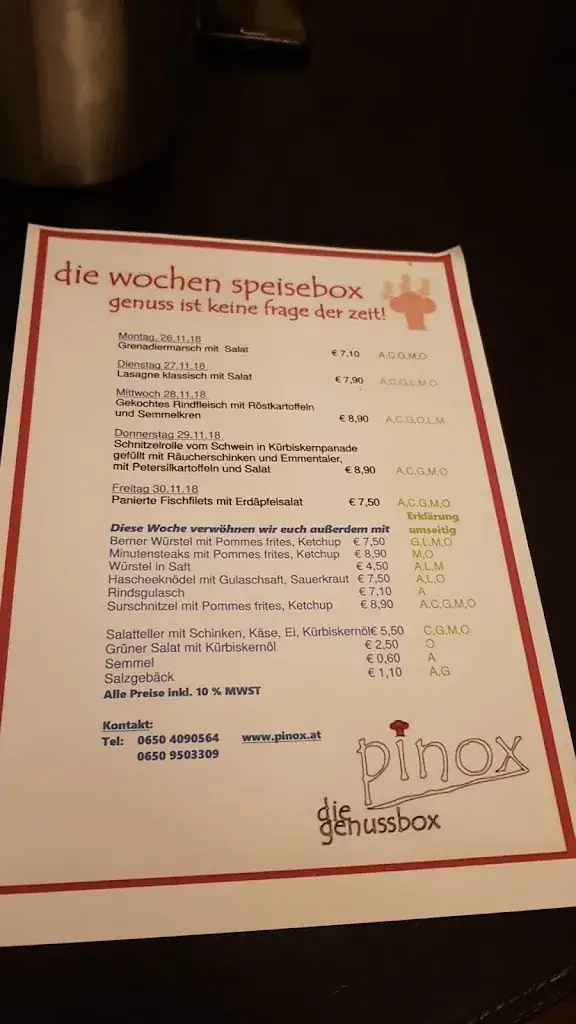 die wochen speisebox
genuss ist keine frage der zeit!
Montag, 26.11.18
Grenadiermarsch mit Salat € 7,10 A,C,G,M,O
Dienstag 27.11.18
Lasagne klassisch mit Salat € 7,90 A,C,G,L,M,O
Mittwoch 28.11.18
Gekochtes Rindfleisch mit Röstkartoffeln
und Semmelkren € 8,90 A,C,G,O,L,M
Donnerstag 29.11.18
Schnitzelrolle vom Schwein in Kürbiskernpanade
gefüllt mit Räucherschinken und Emmentaler,
mit Petersilkartoffeln und Salat € 8,90 A,C,G,M,O
Freitag 30.11.18
Panierte Fischfilets mit Erdäpfelsalat € 7,50 A,C,G,M,O
Erklärung
Diese Woche verwöhnen wir euch außerdem mit umseitig
Berner Würstel mit Pommes frites, Ketchup € 7,50 G,L,M,O
Minutensteaks mit Pommes frites, Ketchup € 8,90 M,O
Würstel in Saft € 4,50 A,L,M
Hascheeknödel mit Gulaschsaft, Sauerkraut € 7,50 A,L,O
Rindsgulasch € 7,10 A
Surschnitzel mit Pommes frites, Ketchup € 8,90 A,C,G,M,O
Salatteller mit Schinken, Käse, Ei, Kürbiskernöl€ 5,50 C,G,M,O
Grüner Salat mit Kürbiskernöl € 2,50 O
Semmel € 0,60 A
Salzgebäck € 1,10 A,G
Alle Preise inkl. 10 % MWST
Kontakt:
Tel: 0650 4090564 www.pinox.at
0650 9503309
pinox
die
genussbox